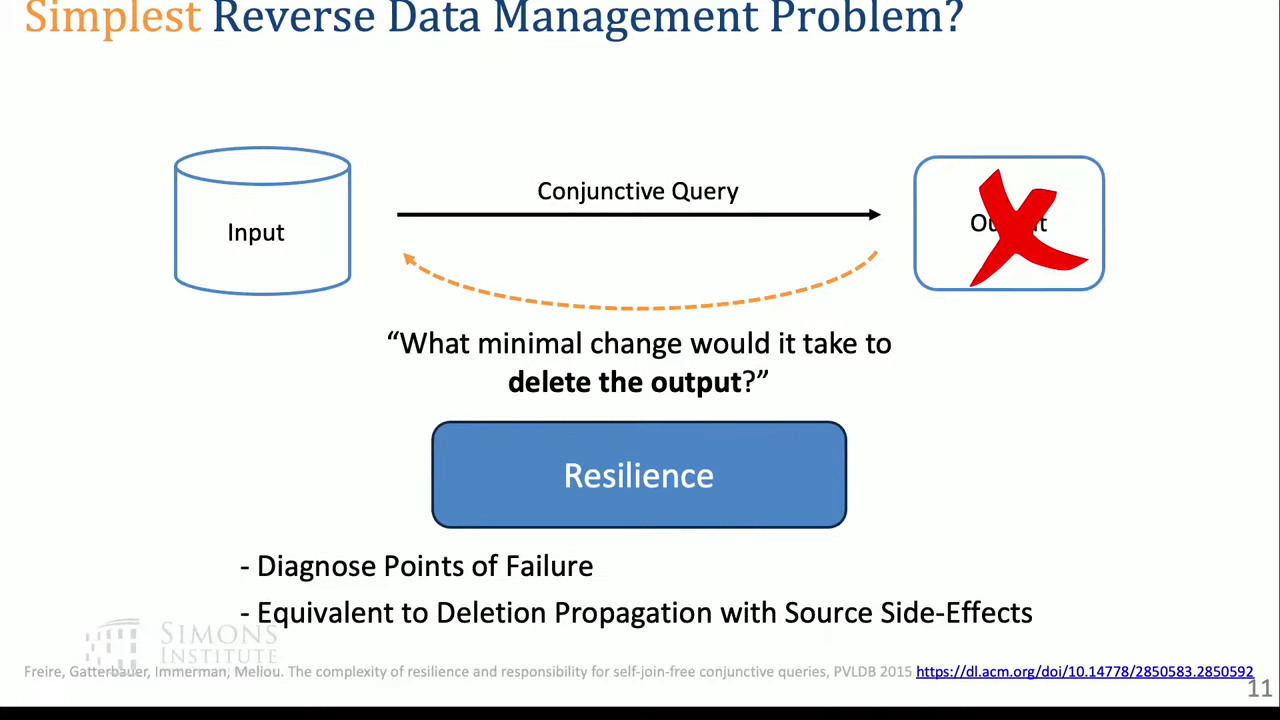 Simplest Reverse Data Management Problem?
Conjunctive Query
Input
“What minimal change would it take to
delete the output?”
Resilience
- Diagnose Points of Failure
- Equivalent to Deletion Propagation with Source Side-Effects
SIMONS
INSTITUTE
Freire, Gatterbauer, Immerman, Meliou. The complexity of resilience and responsibility for self-join-free conjunctive queries, PVLDB 2015 https://dl.acm.org/doi/10.14778/2850583.2850592
11